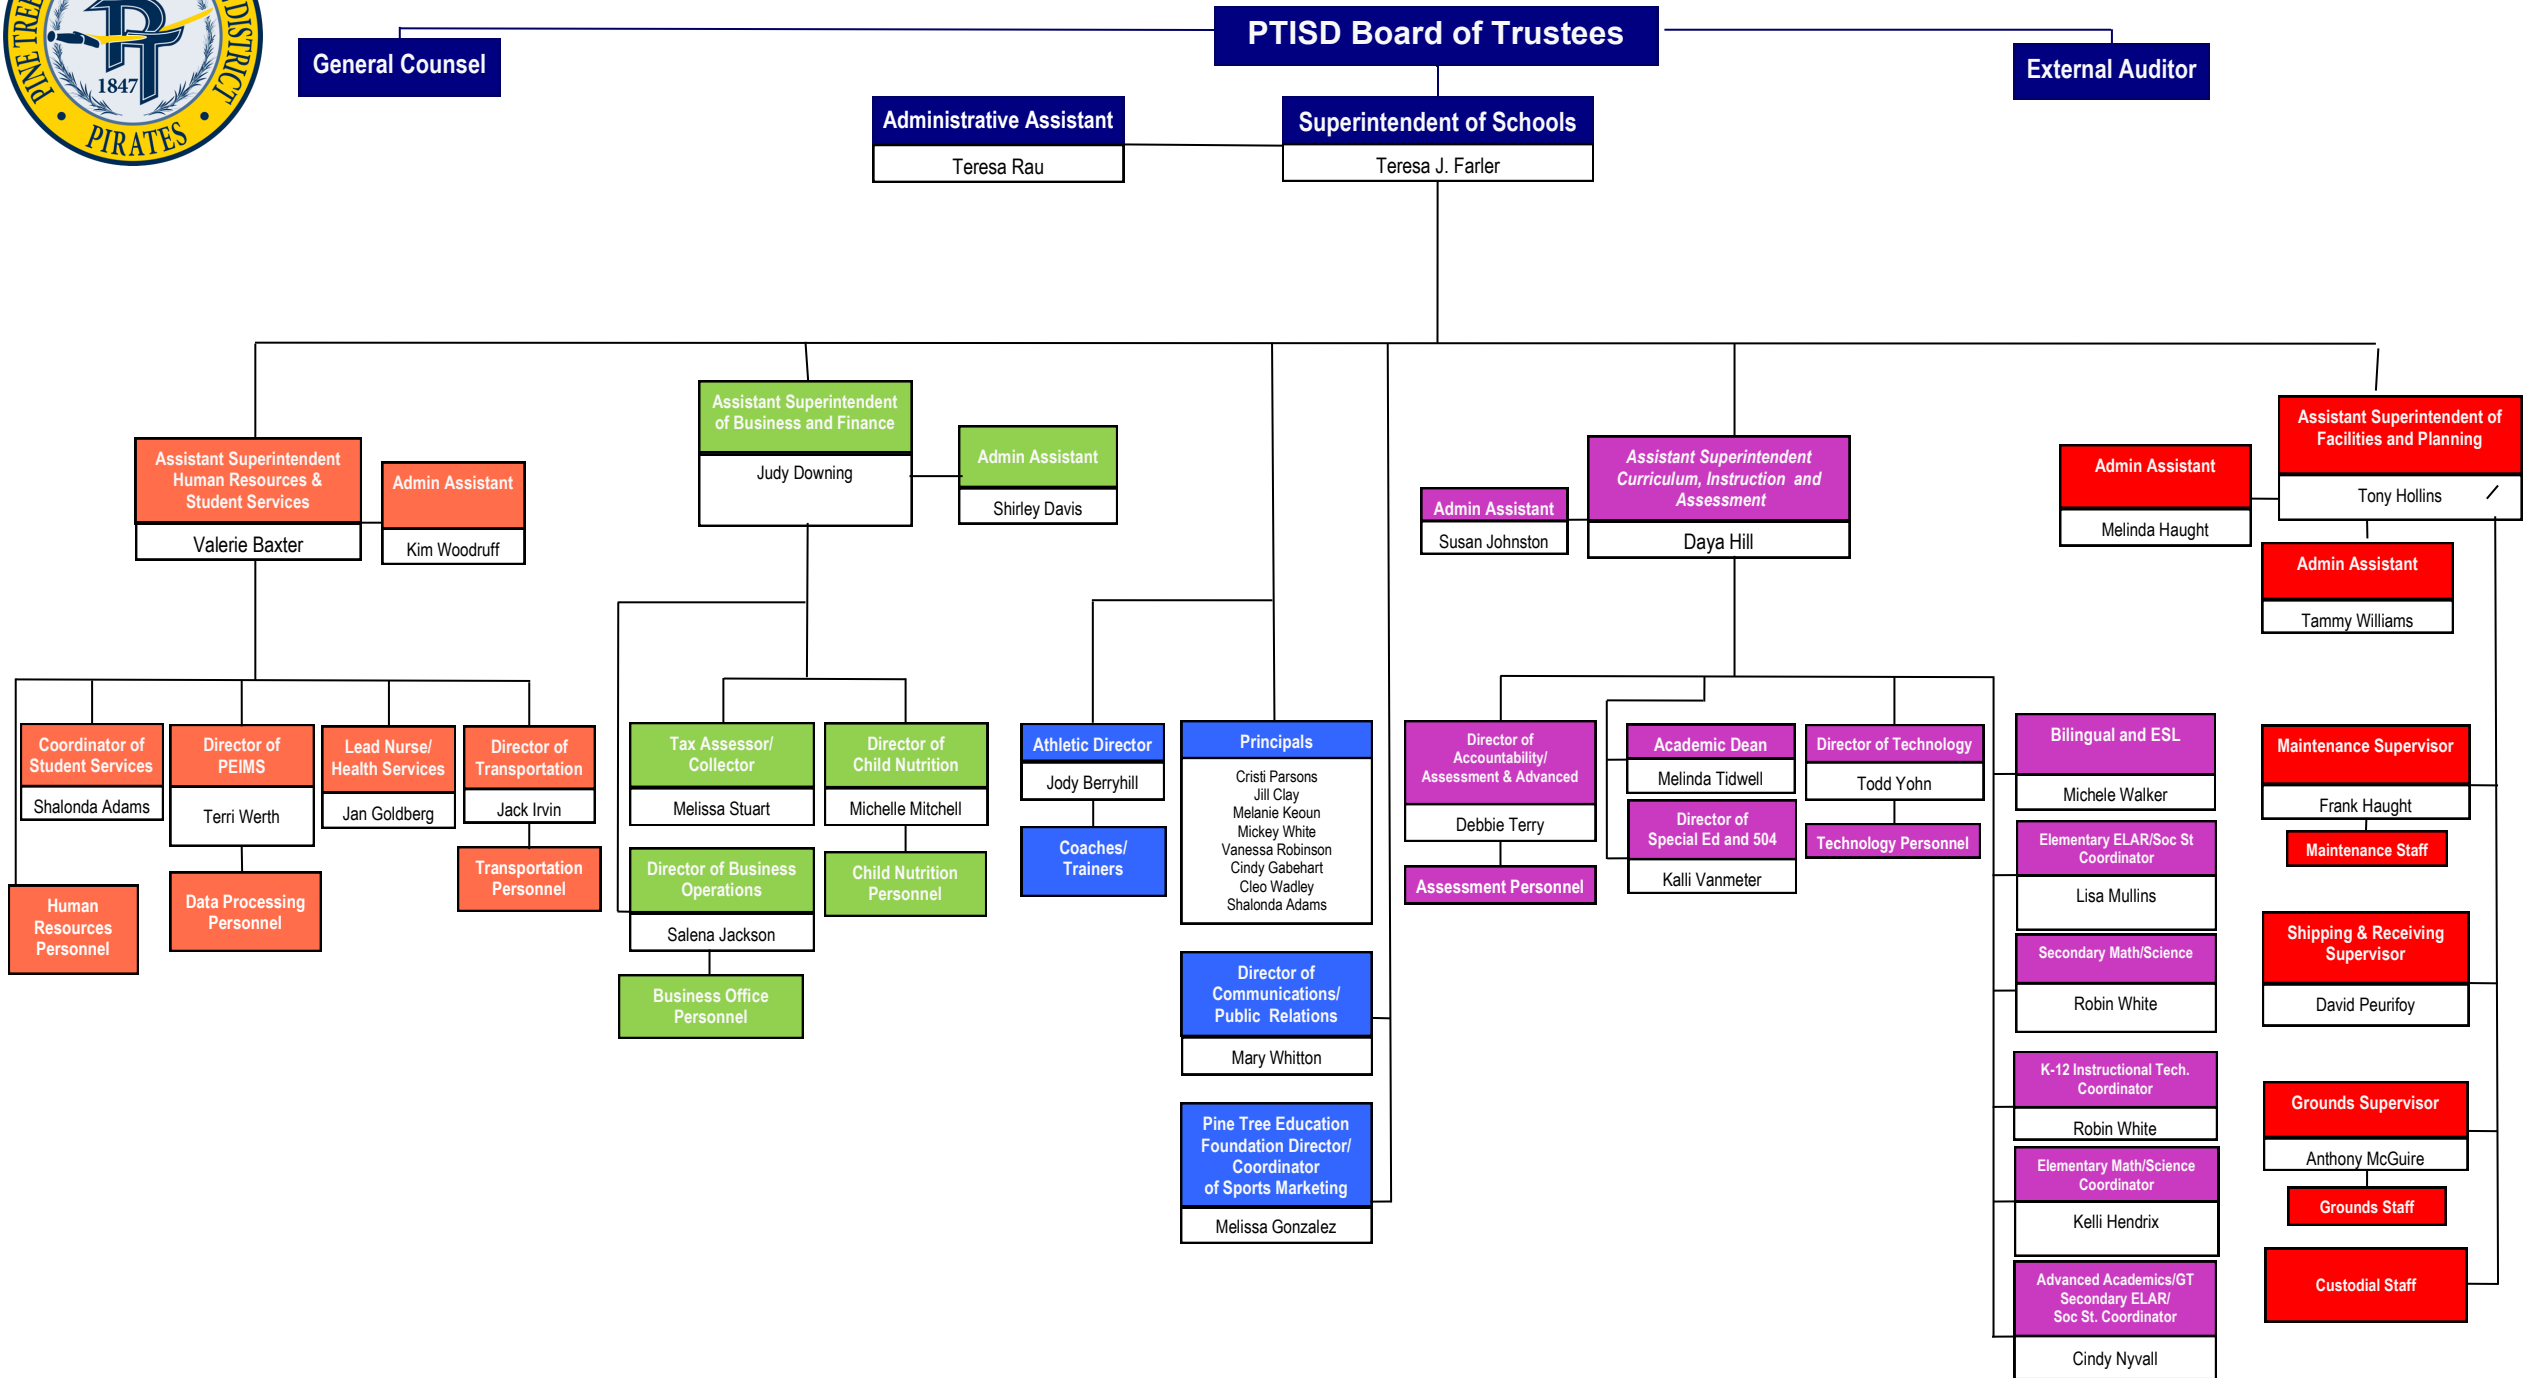 PINE TREE
DISTRICT
PT
1847
PIRATES
PTISD Board of Trustees
General Counsel
External Auditor
Administrative Assistant
Teresa Rau
Superintendent of Schools
Teresa J. Farler
Assistant Superintendent
Human Resources &
Student Services
Valerie Baxter
Admin Assistant
Kim Woodruff
Assistant Superintendent
of Business and Finance
Judy Downing
Admin Assistant
Shirley Davis
Admin Assistant
Susan Johnston
Assistant Superintendent
Curriculum, Instruction and
Assessment
Daya Hill
Admin Assistant
Melinda Haught
Assistant Superintendent of
Facilities and Planning
Tony Hollins
Admin Assistant
Tammy Williams
Coordinator of
Student Services
Shalonda Adams
Director of
PEIMS
Terri Werth
Lead Nurse/
Health Services
Jan Goldberg
Director of
Transportation
Jack Irvin
Transportation
Personnel
Human
Resources
Personnel
Data Processing
Personnel
Tax Assessor/
Collector
Melissa Stuart
Director of
Child Nutrition
Michelle Mitchell
Director of Business
Operations
Salena Jackson
Child Nutrition
Personnel
Business Office
Personnel
Athletic Director
Jody Berryhill
Coaches/
Trainers
Principals
Cristi Parsons
Jill Clay
Melanie Keoun
Mickey White
Vanessa Robinson
Cindy Gabehart
Cleo Wadley
Shalonda Adams
Director of
Communications/
Public Relations
Mary Whitton
Pine Tree Education
Foundation Director/
Coordinator
of Sports Marketing
Melissa Gonzalez
Director of
Accountability/
Assessment & Advanced
Debbie Terry
Assessment Personnel
Academic Dean
Melinda Tidwell
Director of
Special Ed and 504
Kalli Vanmeter
Director of Technology
Todd Yohn
Technology Personnel
Bilingual and ESL
Michele Walker
Elementary ELAR/Soc St
Coordinator
Lisa Mullins
Secondary Math/Science
Robin White
K-12 Instructional Tech.
Coordinator
Robin White
Elementary Math/Science
Coordinator
Kelli Hendrix
Advanced Academics/GT
Secondary ELAR/
Soc St. Coordinator
Cindy Nyvall
Maintenance Supervisor
Frank Haught
Maintenance Staff
Shipping & Receiving
Supervisor
David Peurifoy
Grounds Supervisor
Anthony McGuire
Grounds Staff
Custodial Staff